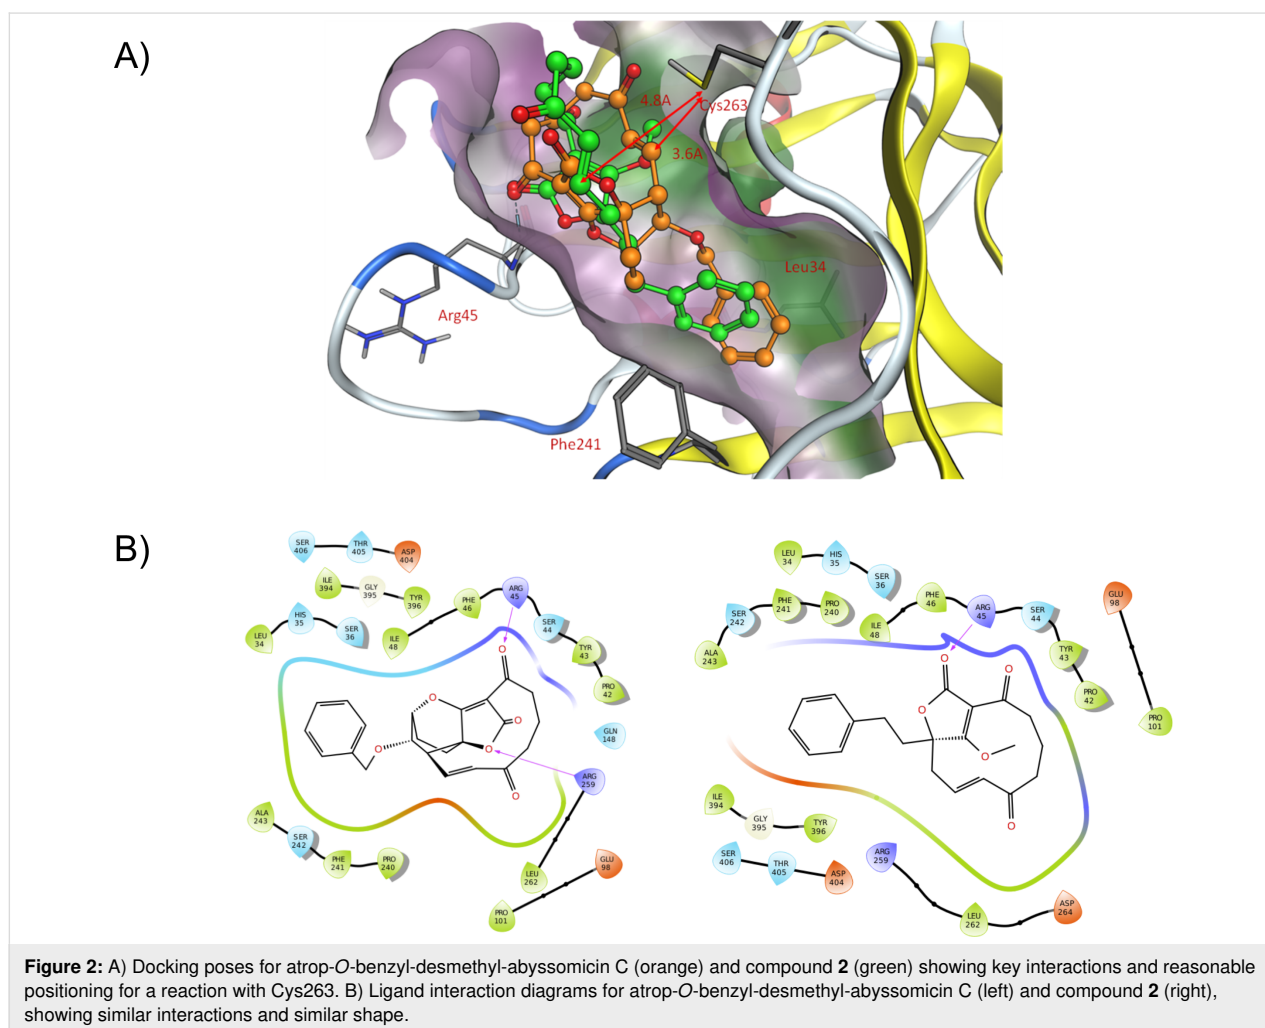 A)
4.8A
Cys263
3.6A
Leu34
Arg45
Phe241
B)
SER 406
THR 405
ASP 404
ILE 394
GLY 395
TYR 396
HIS 35
LEU 34
SER 36
ILE 48
PHE 46
ARG 45
SER 44
TYR 43
PRO 42
GLN 148
ARG 259
O
O
O
O
O
O
ALA 243
SER 242
PHE 241
PRO 240
LEU 262
GLU 98
PRO 101
LEU 34
HIS 35
SER 36
SER 242
PHE 241
PRO 240
ALA 243
ILE 48
PHE 46
ARG 45
SER 44
TYR 43
PRO 42
GLU 98
PRO 101
O
O
O
O
O
ILE 394
GLY 395
TYR 396
SER 406
THR 405
ASP 404
ARG 259
LEU 262
ASP 264
Figure 2: A) Docking poses for atrop-O-benzyl-desmethyl-abyssomicin C (orange) and compound 2 (green) showing key interactions and reasonable
positioning for a reaction with Cys263. B) Ligand interaction diagrams for atrop-O-benzyl-desmethyl-abyssomicin C (left) and compound 2 (right),
showing similar interactions and similar shape.